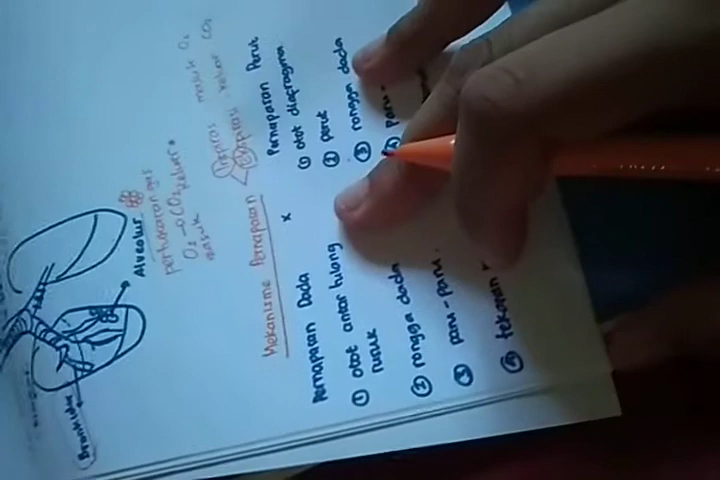 Bronkiolus
Alveolus
pertukaran gas
O₂ → CO₂ keluar
masuk
Mekanisme Pernapasan
Inspirasi masuk O₂
Ekspirasi keluar CO₂
Pernapasan Dada x Pernapasan Perut
① otot antar tulang
rusuk
② rongga dada
③ paru - paru
④ tekanan
① otot diapragma
② perut
③ rongga dada
④ paru -